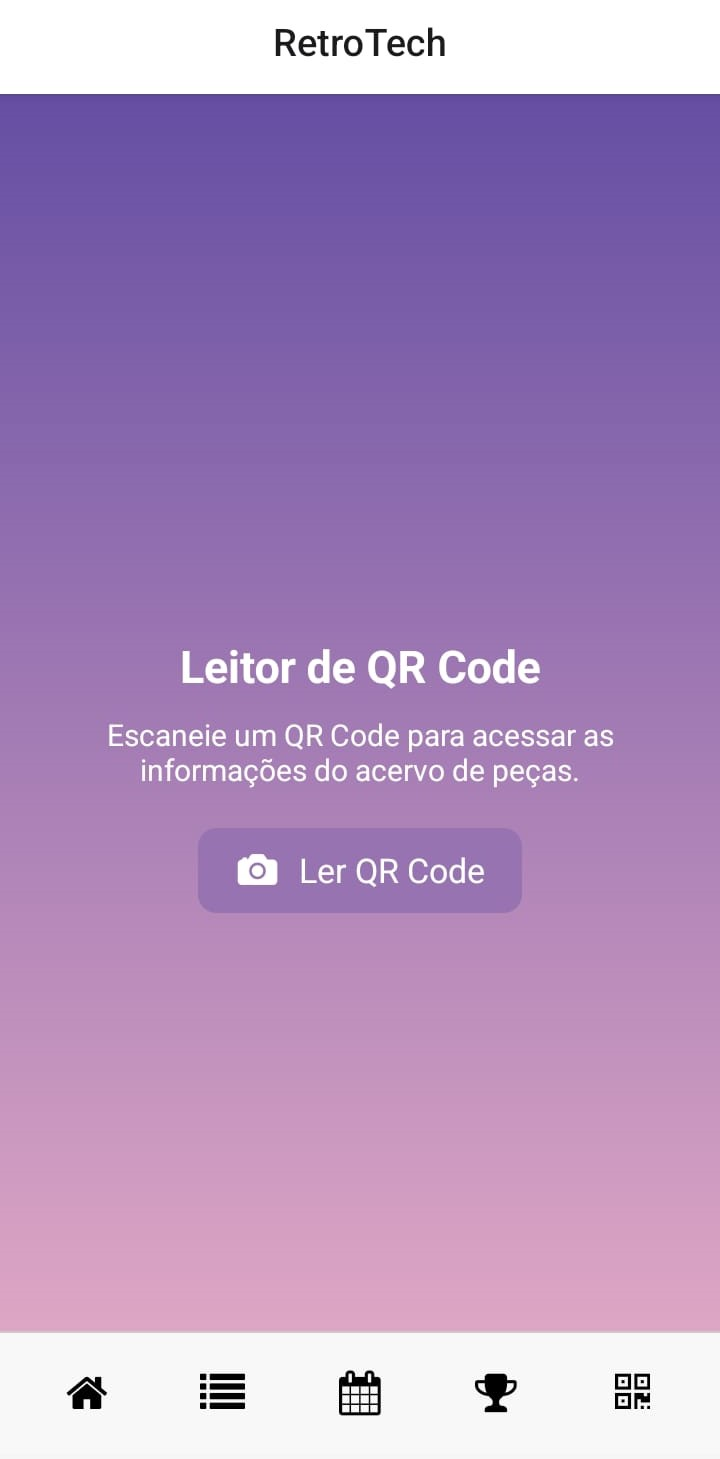 RetroTech
Leitor de QR Code
Escaneie um QR Code para acessar as
informações do acervo de peças.
Ler QR Code